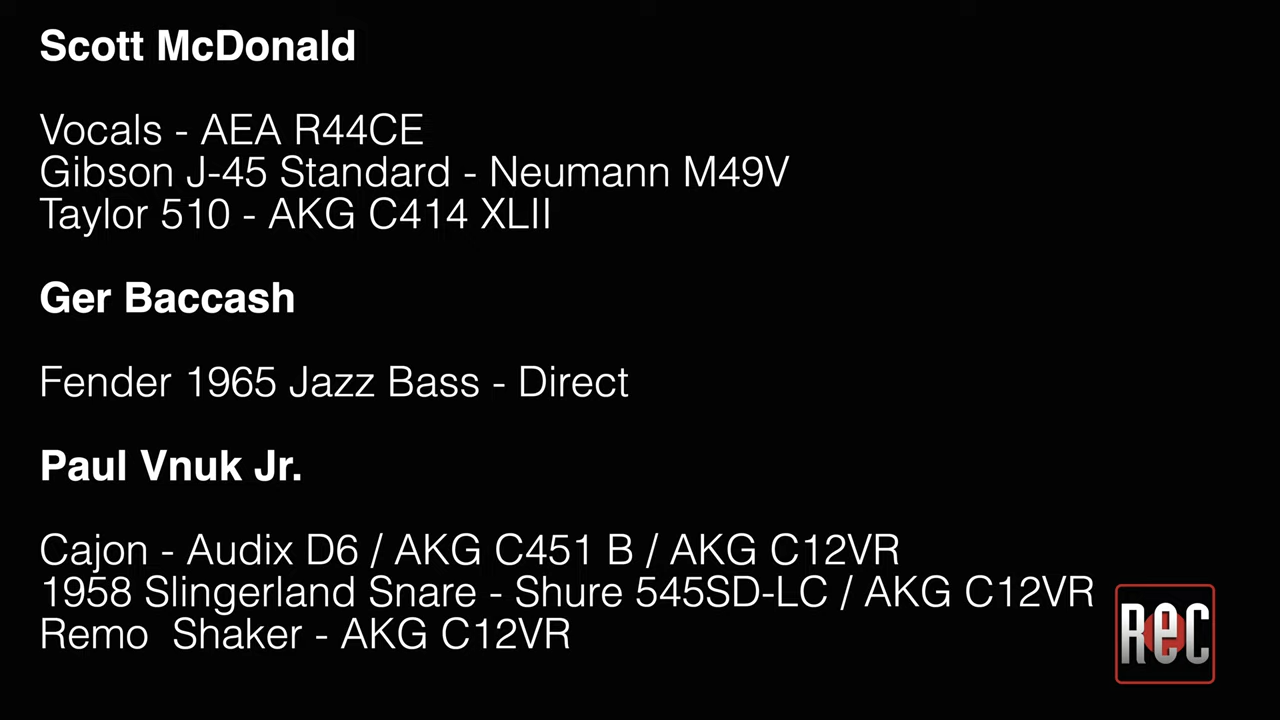 Scott McDonald
Vocals - AEA R44CE
Gibson J-45 Standard - Neumann M49V
Taylor 510 - AKG C414 XLII
Ger Baccash
Fender 1965 Jazz Bass - Direct
Paul Vnuk Jr.
Cajon - Audix D6 / AKG C451 B / AKG C12VR
1958 Slingerland Snare - Shure 545SD-LC / AKG C12VR
Remo  Shaker - AKG C12VR
ReC